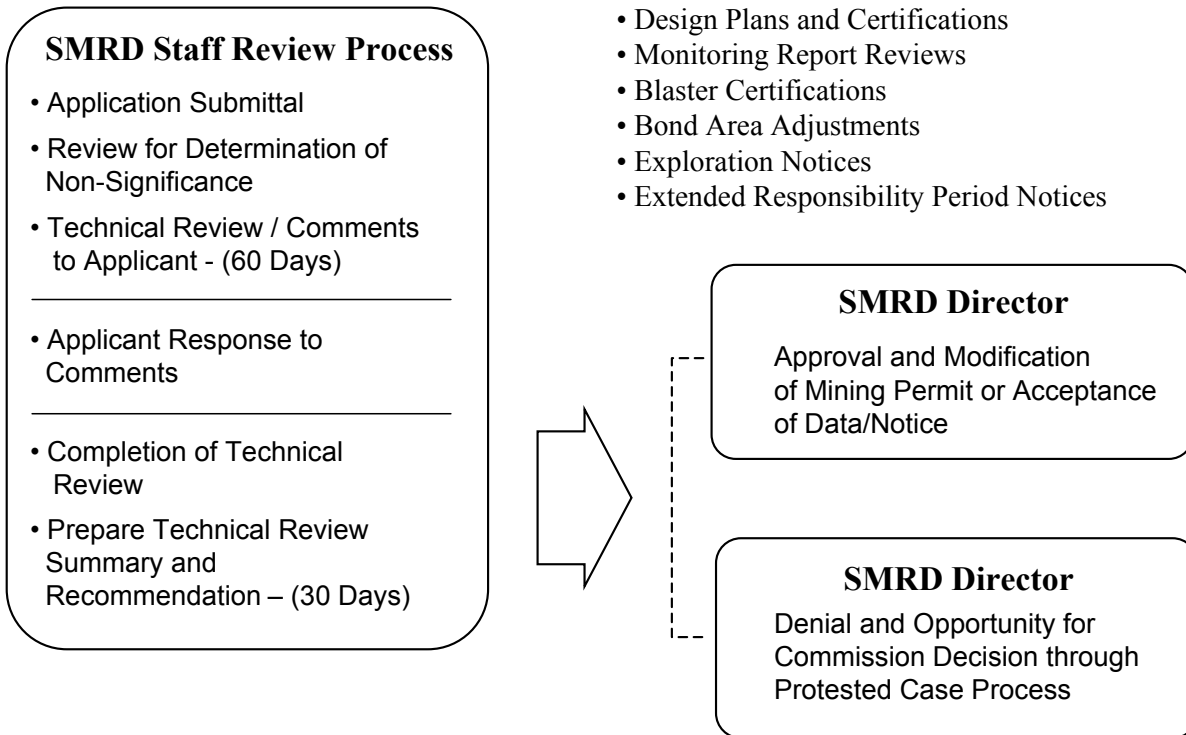 SMRD Staff Review Process
• Application Submittal
• Review for Determination of
Non-Significance
• Technical Review / Comments
to Applicant - (60 Days)
• Applicant Response to
Comments
• Completion of Technical
Review
• Prepare Technical Review
Summary and
Recommendation – (30 Days)
• Design Plans and Certifications
• Monitoring Report Reviews
• Blaster Certifications
• Bond Area Adjustments
• Exploration Notices
• Extended Responsibility Period Notices
SMRD Director
Approval and Modification
of Mining Permit or Acceptance
of Data/Notice
SMRD Director
Denial and Opportunity for
Commission Decision through
Protested Case Process